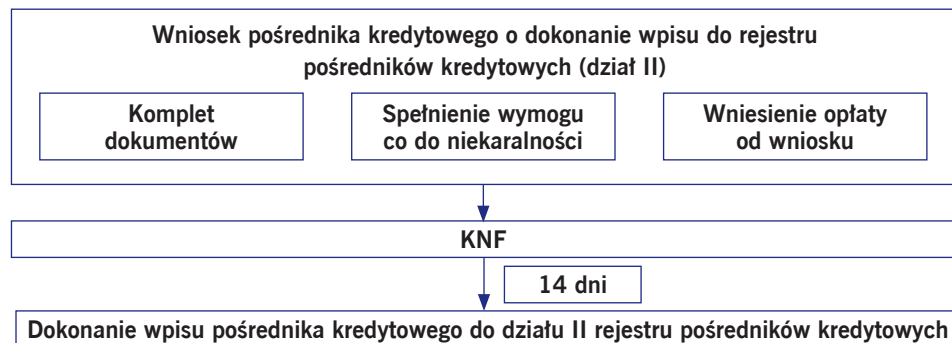 Wniosek pośrednika kredytowego o dokonanie wpisu do rejestru
pośredników kredytowych (dział II)
Komplet
dokumentów
Spełnienie wymogu
co do niekaralności
Wniesienie opłaty
od wniosku
KNF
14 dni
Dokonanie wpisu pośrednika kredytowego do działu II rejestru pośredników kredytowych